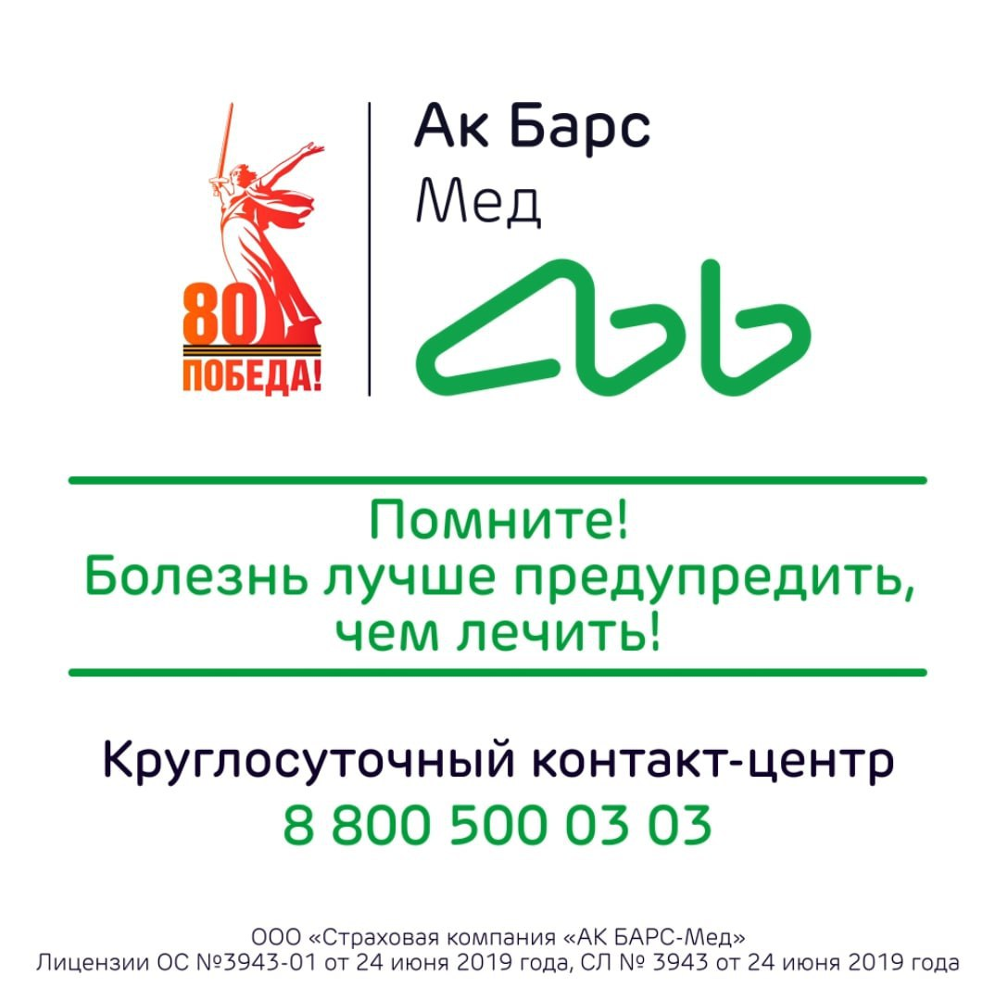 80
ПОБЕДА!
Ак Барс
Мед
Помните!
Болезнь лучше предупредить,
чем лечить!
Круглосуточный контакт-центр
8 800 500 03 03
ООО «Страховая компания «АК БАРС-Мед»
Лицензии ОС №3943-01 от 24 июня 2019 года, СЛ № 3943 от 24 июня 2019 года